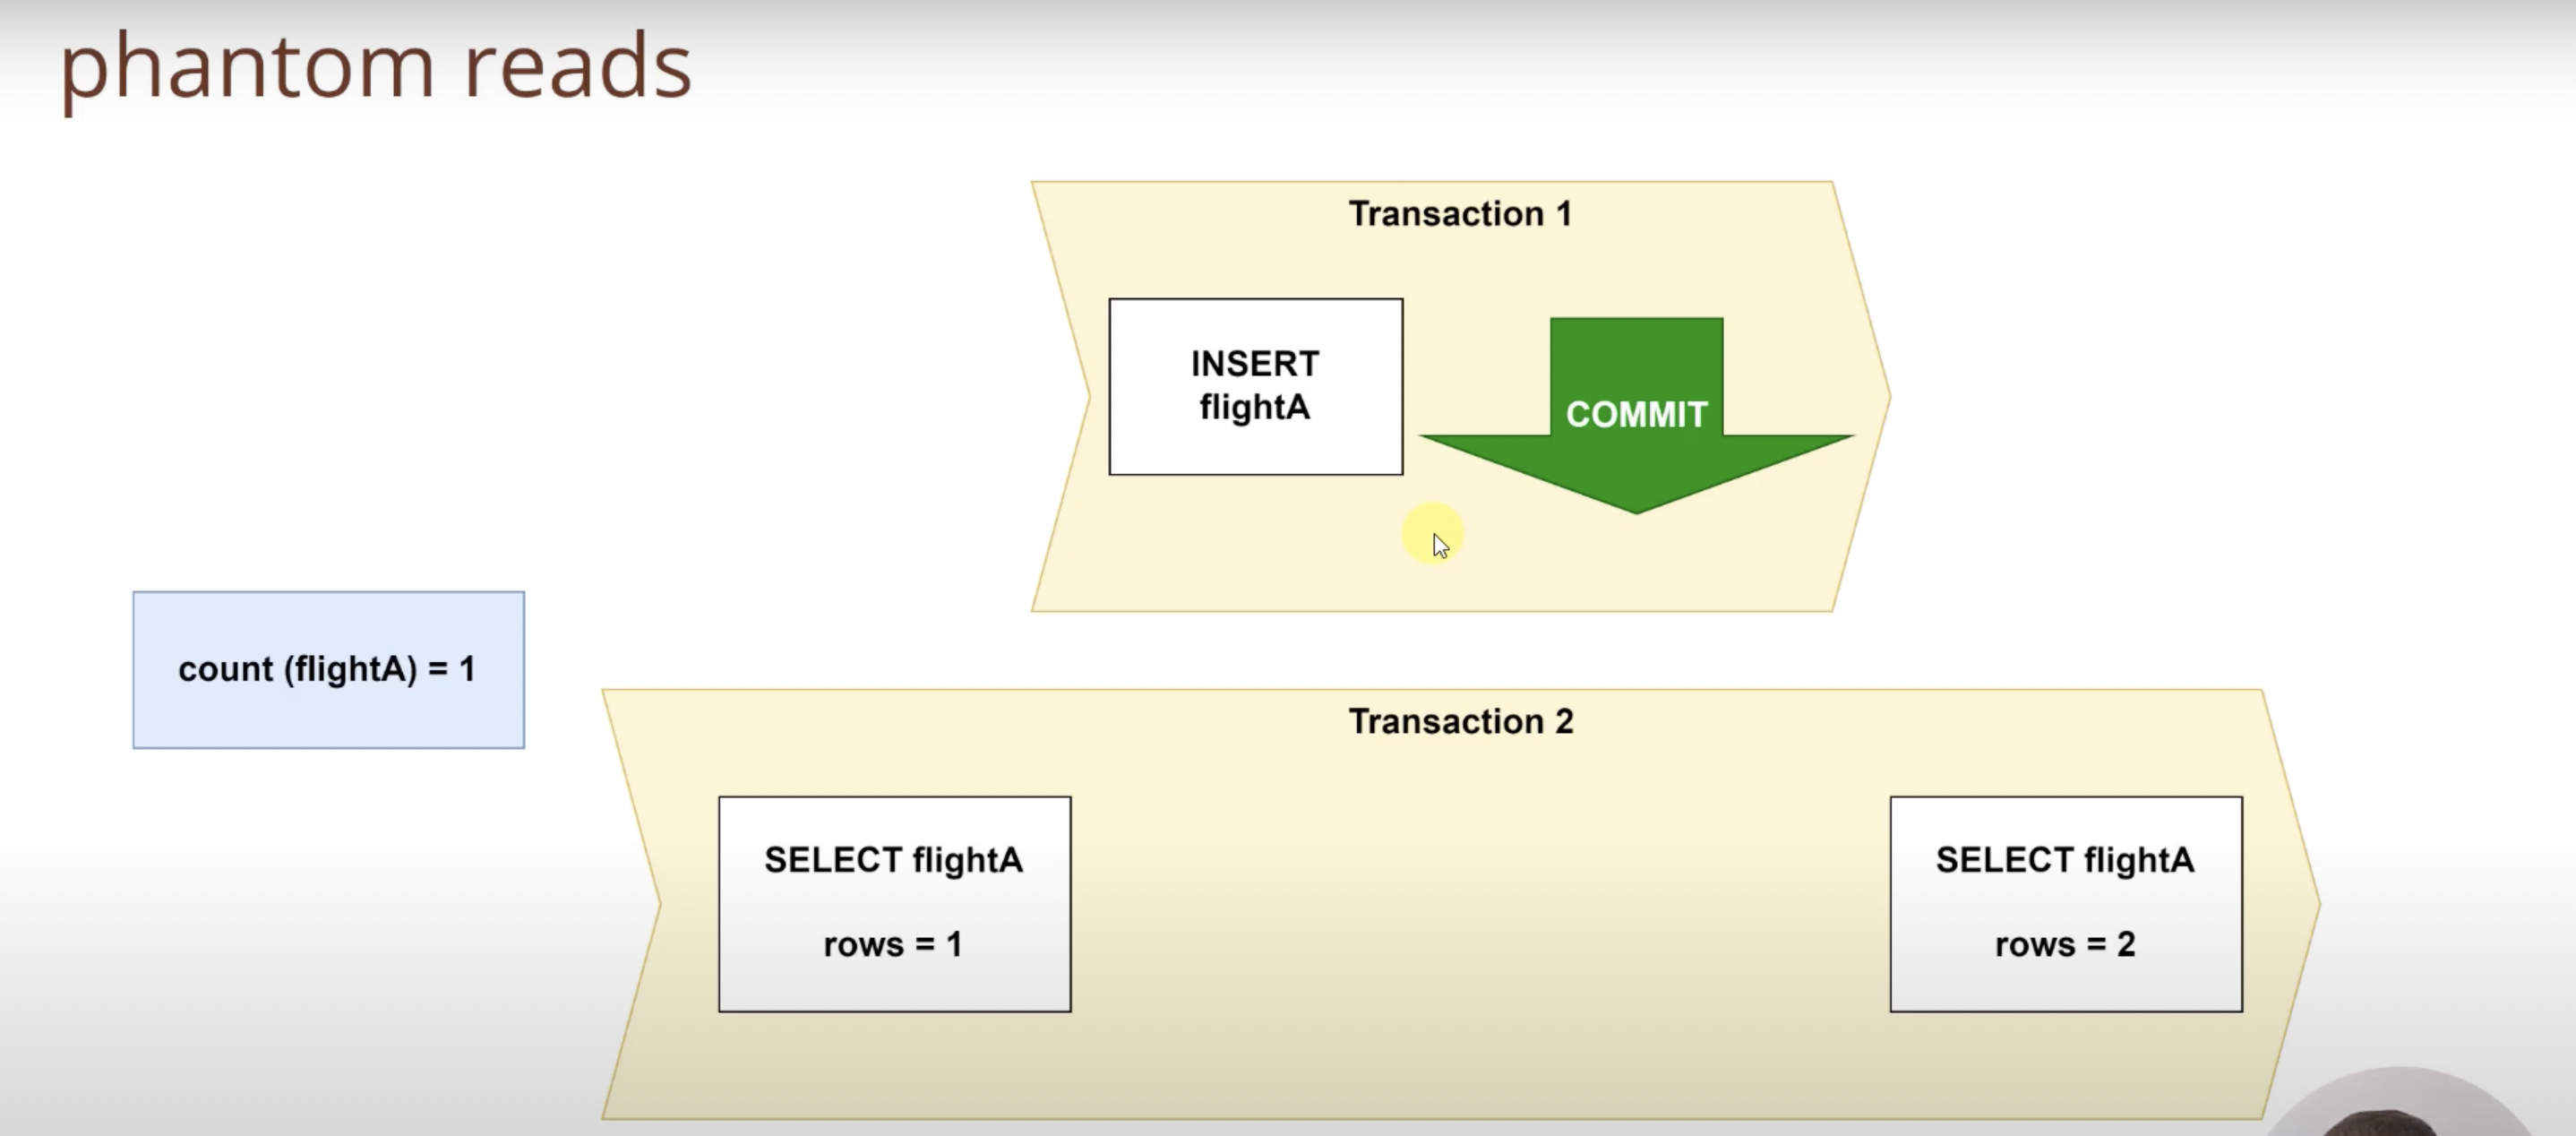 phantom reads
Transaction 1
INSERT
flightA
COMMIT
count (flightA) = 1
Transaction 2
SELECT flightA
rows = 1
SELECT flightA
rows = 2